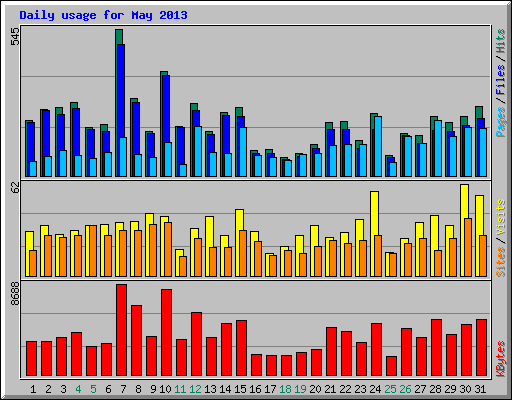 Daily usage for May 2013
545
Pages / Files / Hits
62
Sites / Visits
8688
KBytes
1 2 3 4 5 6 7 8 9 10 11 12 13 14 15 16 17 18 19 20 21 22 23 24 25 26 27 28 29 30 31